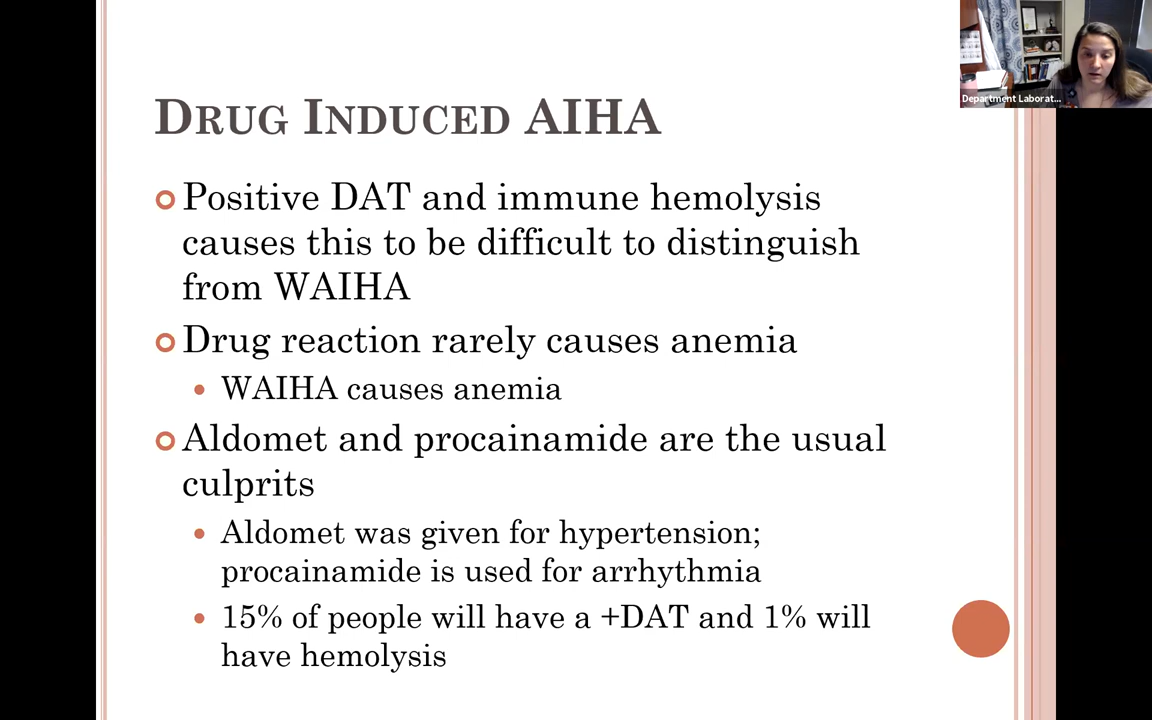 DRUG INDUCED AIHA
Positive DAT and immune hemolysis
causes this to be difficult to distinguish
from WAIHA
Drug reaction rarely causes anemia
WAIHA causes anemia
Aldomet and procainamide are the usual
culprits
Aldomet was given for hypertension;
procainamide is used for arrhythmia
15% of people will have a +DAT and 1% will
have hemolysis
Department Laborat...